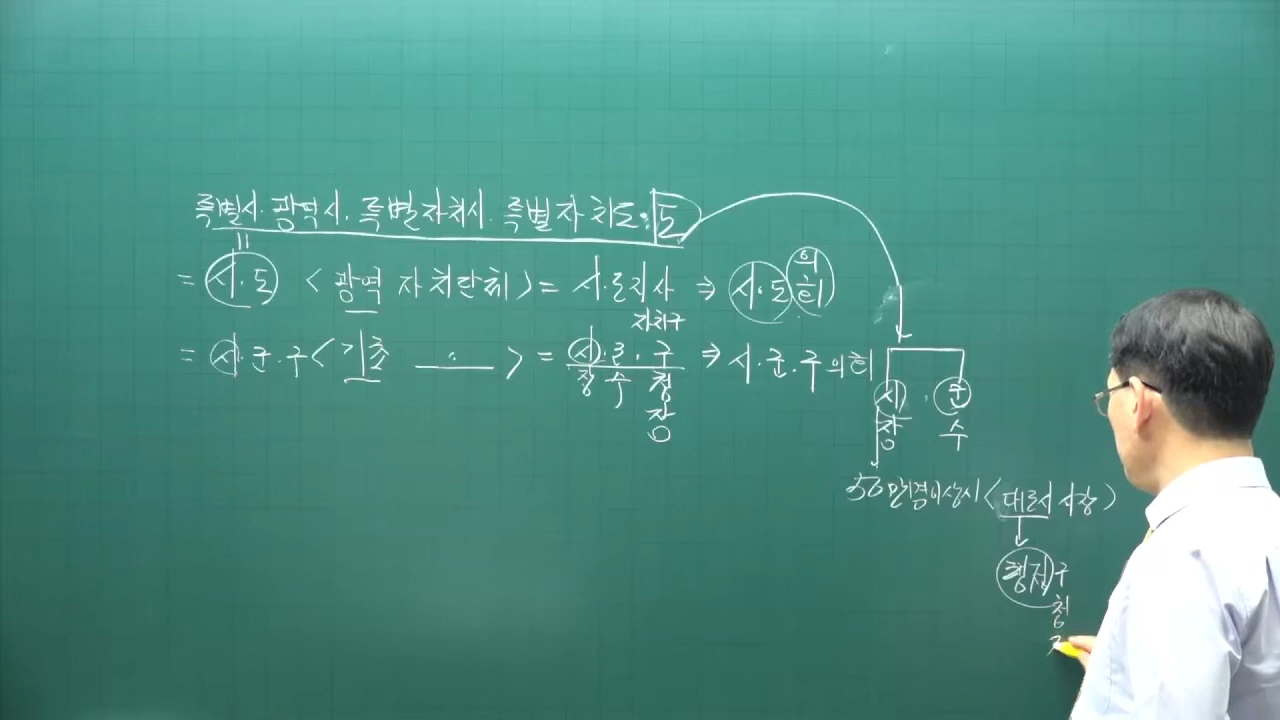 특별시. 광역시. 특별자치시. 특별자치도. 도
=
= 시.도 <광역 자치단체> = 시.도지사 ⇒ 시.도 의회
자치구
= 시.군.구 <기초 ——> = 시.군.구 ⇒ 시.군.구의회
장 수 청장
시. 군
장 수
50만 이상시 <대도시 시장>
행정구
청